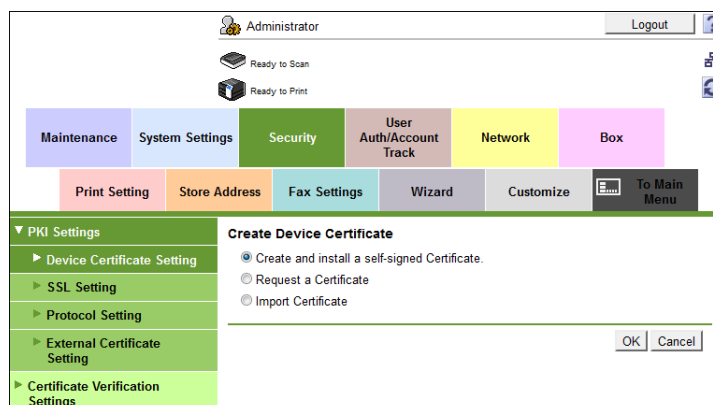 Administrator
Logout
?
Ready to Scan
Ready to Print
Maintenance
System Settings
Security
User
Auth/Account
Track
Network
Box
Print Setting
Store Address
Fax Settings
Wizard
Customize
To Main
Menu
PKI Settings
Device Certificate Setting
SSL Setting
Protocol Setting
External Certificate
Setting
Certificate Verification
Settings
Create Device Certificate
Create and install a self-signed Certificate.
Request a Certificate
Import Certificate
OK
Cancel